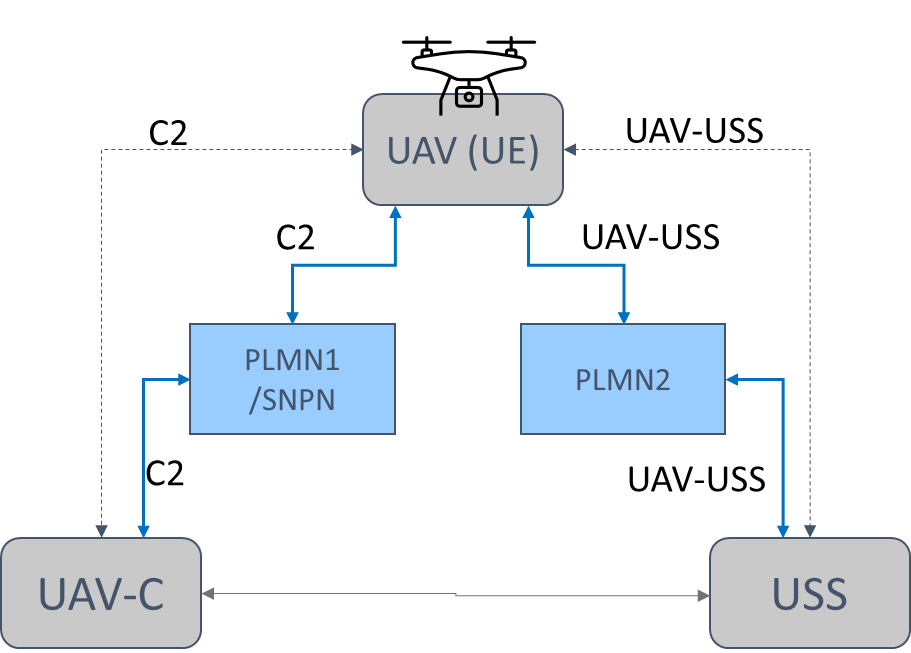 C2
UAV-USS
UAV (UE)
C2
UAV-USS
PLMN1
/SNPN
PLMN2
C2
UAV-USS
UAV-C
USS